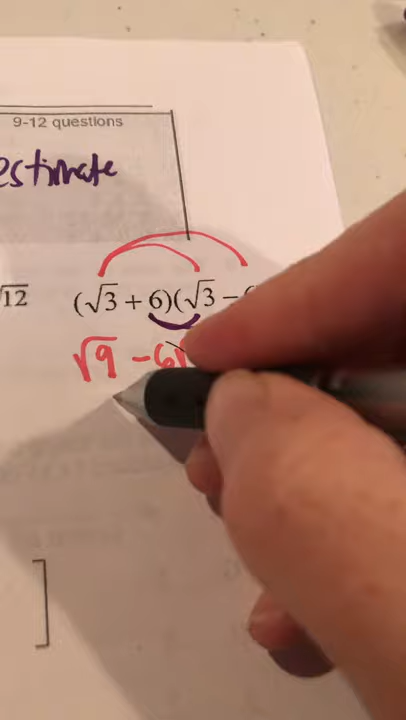 9-12 questions
estimate
√12 (√3 + 6)(√3 −
√9 − 6